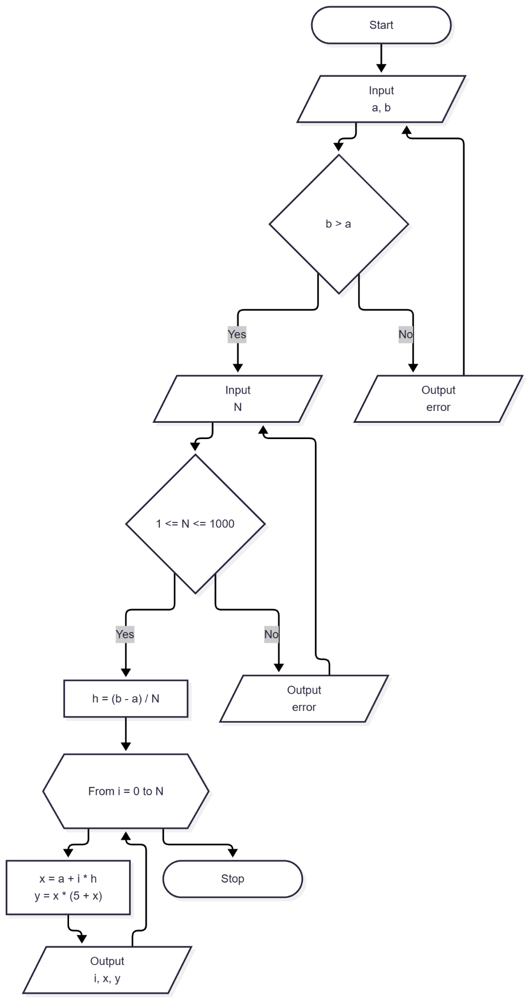 Start
Input
a, b
b > a
Yes
No
Input
N
Output
error
1 <= N <= 1000
Yes
No
h = (b - a) / N
Output
error
From i = 0 to N
x = a + i * h
y = x * (5 + x)
Stop
Output
i, x, y